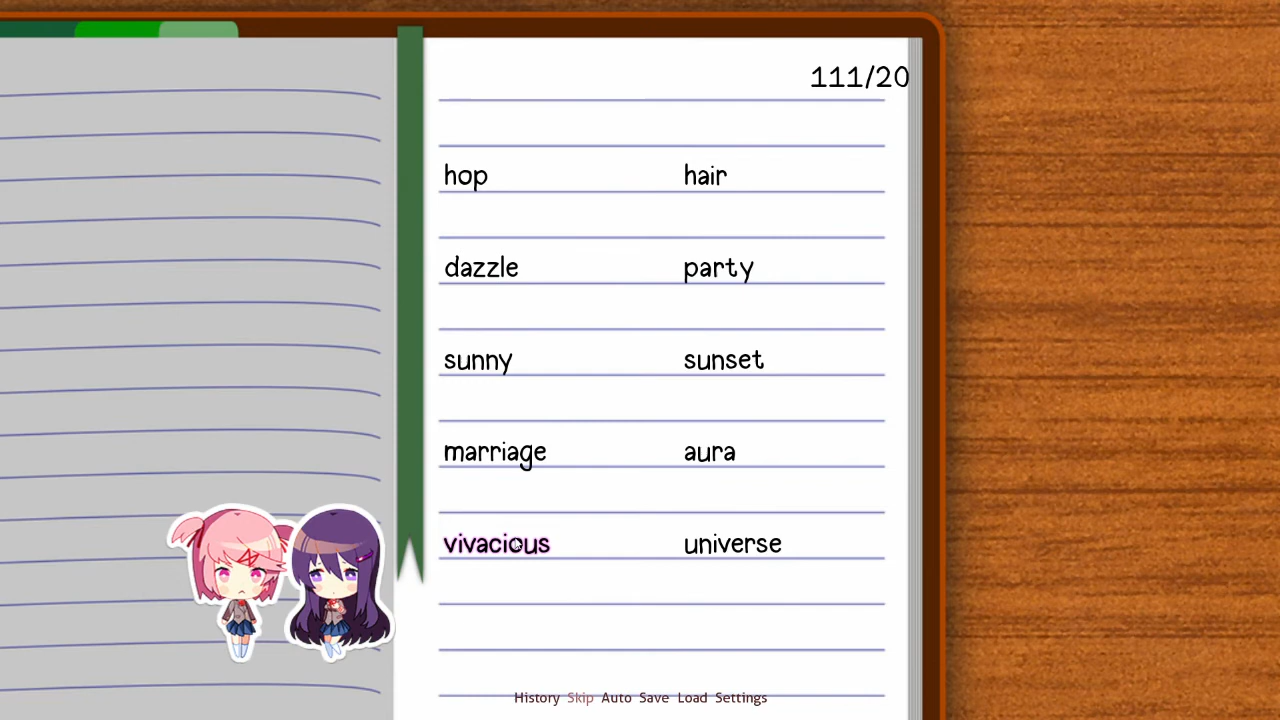 111/20
hop hair
dazzle party
sunny sunset
marriage aura
vivacious universe
History Skip Auto Save Load Settings